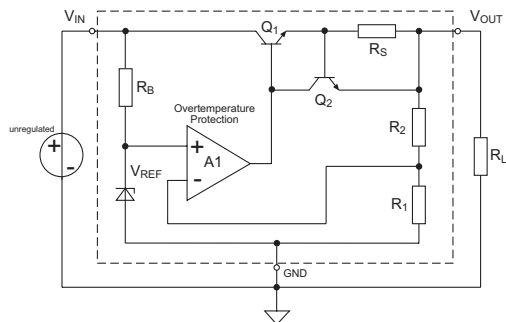 V_IN
Q_1
V_OUT
R_S
R_B
Q_2
Overtemperature
Protection
R_2
unregulated
+
-
+
A1
-
V_REF
R_L
R_1
GND